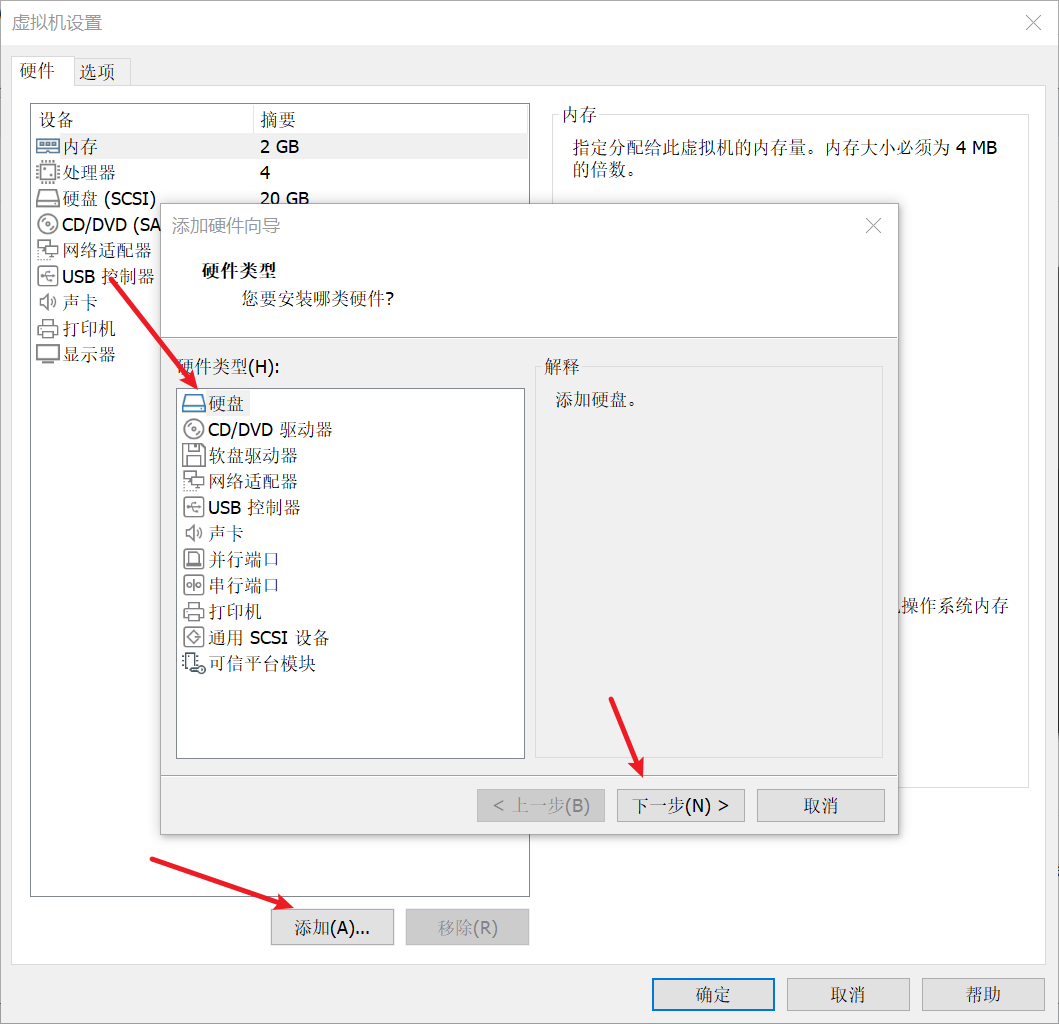 虚拟机设置
硬件 选项
设备 摘要
内存 2 GB
处理器 4
硬盘 (SCSI) 20 GB
CD/DVD (SA
网络适配器
USB 控制器
声卡
打印机
显示器
内存
指定分配给此虚拟机的内存量。内存大小必须为 4 MB
的倍数。
操作系统内存
添加硬件向导
硬件类型
您要安装哪类硬件?
硬件类型(H):
硬盘
CD/DVD 驱动器
软盘驱动器
网络适配器
USB 控制器
声卡
并行端口
串行端口
打印机
通用 SCSI 设备
可信平台模块
解释
添加硬盘。
< 上一步(B) 下一步(N) > 取消
添加(A)... 移除(R)
确定 取消 帮助